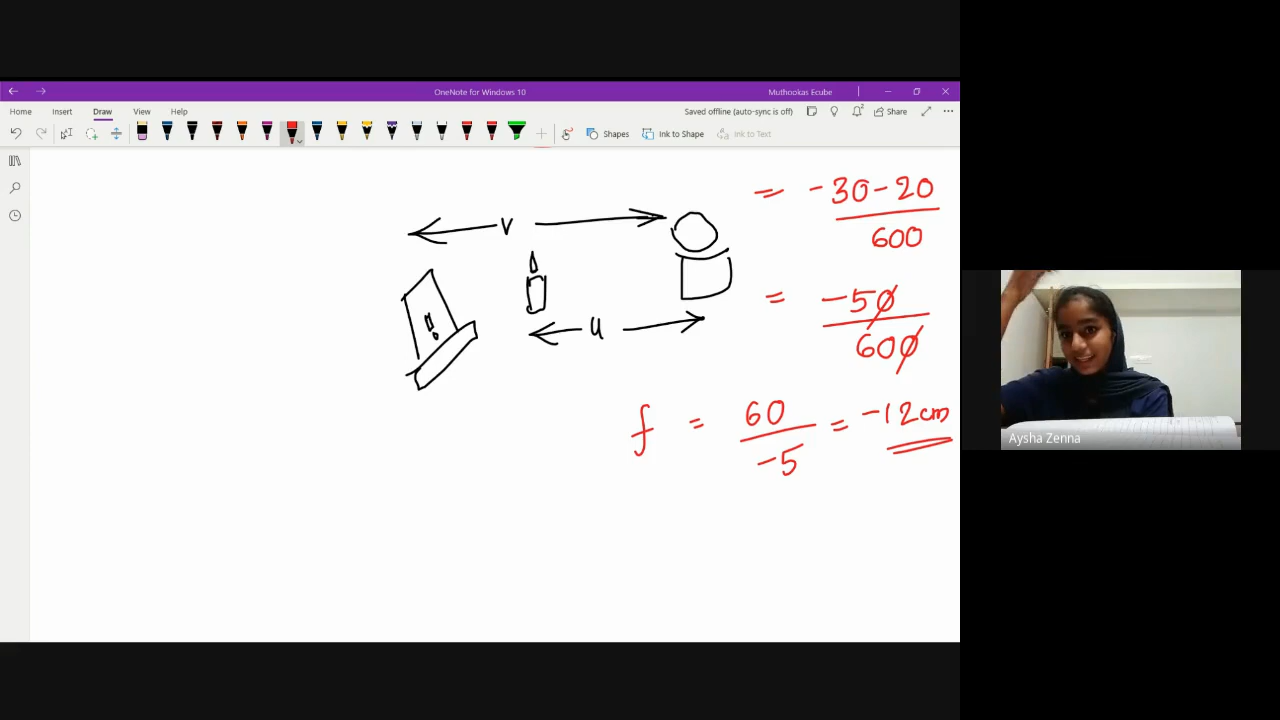 OneNote for Windows 10
Muthookas Ecube
Home Insert Draw View Help
Saved offline (auto-sync is off)
2
Share
Shapes
Ink to Shape
Ink to Text
= -30-20
600
v
= -50
600
u
f = 60 = -12cm
-5
Aysha Zenna